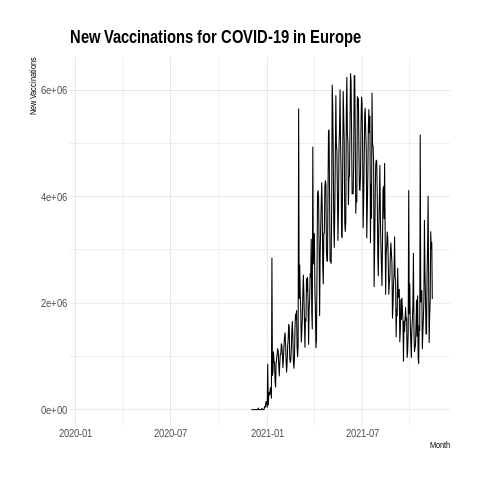 New Vaccinations for COVID-19 in Europe
New Vaccinations
6e+06
4e+06
2e+06
0e+00
2020-01
2020-07
2021-01
2021-07
Month